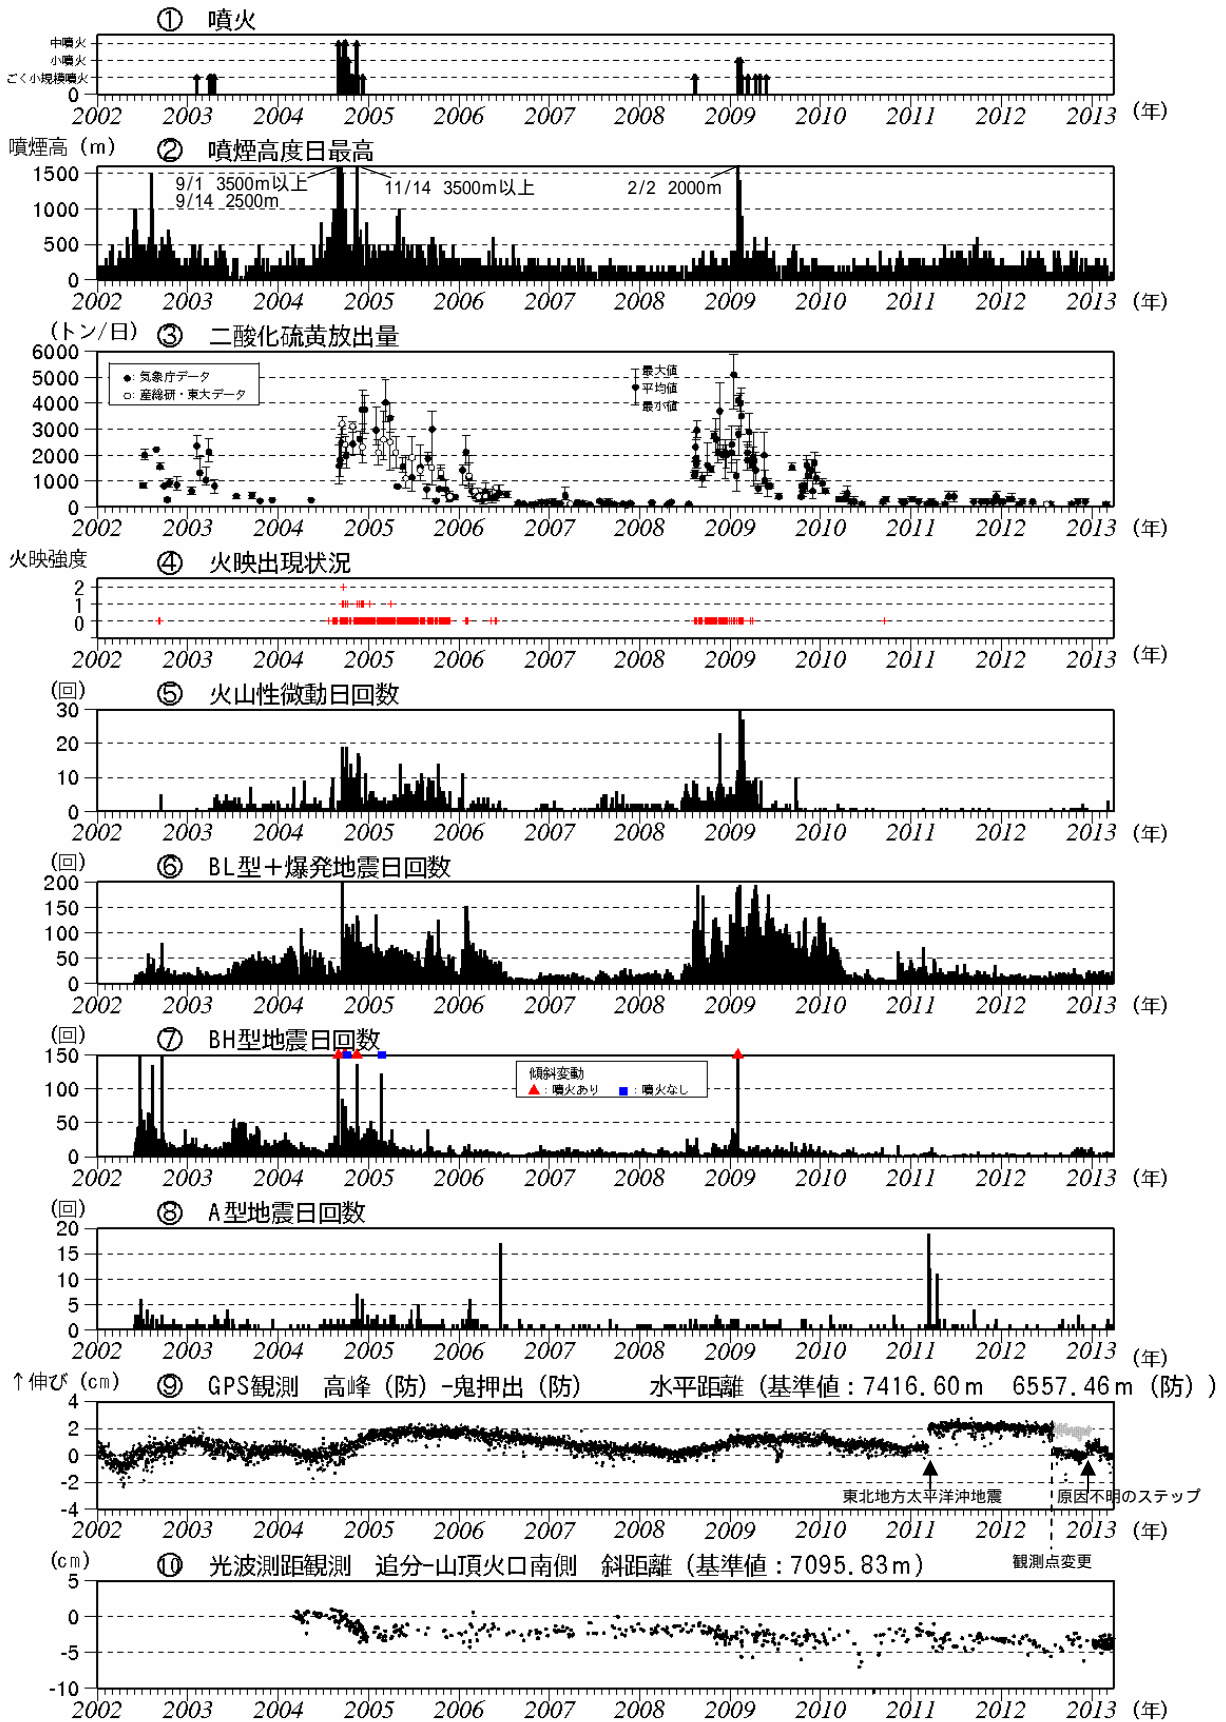 ① 噴火
中噴火
小噴火
ごく小規模噴火
0
2002 2003 2004 2005 2006 2007 2008 2009 2010 2011 2012 2013 (年)
噴煙高 (m) ② 噴煙高度日最高
1500
1000
500
0
9/1 3500m以上
9/14 2500m
11/14 3500m以上
2/2 2000m
2002 2003 2004 2005 2006 2007 2008 2009 2010 2011 2012 2013 (年)
(トン/日) ③ 二酸化硫黄放出量
6000
5000
4000
3000
2000
1000
0
●: 気象庁データ
○: 産総研・東大データ
最大値
平均値
最小値
2002 2003 2004 2005 2006 2007 2008 2009 2010 2011 2012 2013 (年)
火映強度 ④ 火映出現状況
2
1
0
2002 2003 2004 2005 2006 2007 2008 2009 2010 2011 2012 2013 (年)
(回) ⑤ 火山性微動日回数
30
20
10
0
2002 2003 2004 2005 2006 2007 2008 2009 2010 2011 2012 2013 (年)
(回) ⑥ BL型+爆発地震日回数
200
150
100
50
0
2002 2003 2004 2005 2006 2007 2008 2009 2010 2011 2012 2013 (年)
(回) ⑦ BH型地震日回数
150
100
50
0
傾斜変動
▲: 噴火あり ■: 噴火なし
2002 2003 2004 2005 2006 2007 2008 2009 2010 2011 2012 2013 (年)
(回) ⑧ A型地震日回数
20
15
10
5
0
2002 2003 2004 2005 2006 2007 2008 2009 2010 2011 2012 2013 (年)
↑伸び (cm) ⑨ GPS観測 高峰(防)-鬼押出(防) 水平距離(基準値:7416.60m 6557.46m(防))
4
2
0
-2
-4
東北地方太平洋沖地震
原因不明のステップ
2002 2003 2004 2005 2006 2007 2008 2009 2010 2011 2012 2013 (年)
観測点変更
(cm) ⑩ 光波測距観測 追分-山頂火口南側 斜距離(基準値:7095.83m)
5
0
-5
-10
2002 2003 2004 2005 2006 2007 2008 2009 2010 2011 2012 2013 (年)